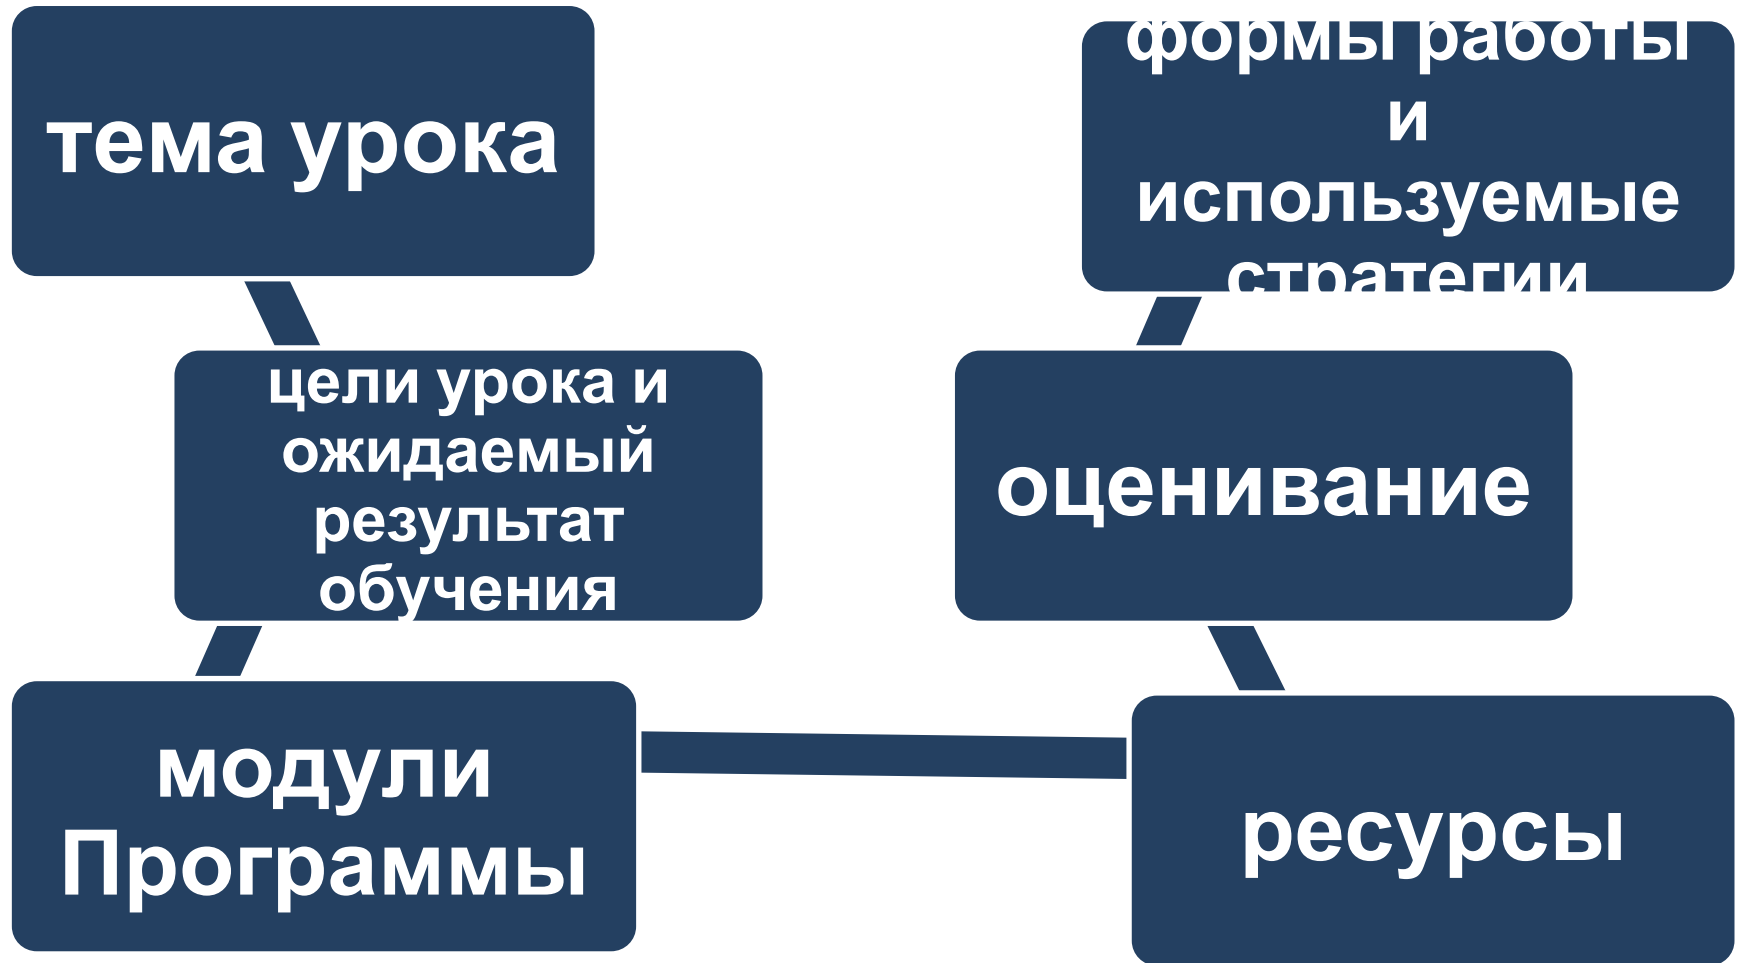 тема урока
цели урока и
ожидаемый
результат
обучения
модули
Программы
ресурсы
оценивание
формы работы
и
используемые
стратегии